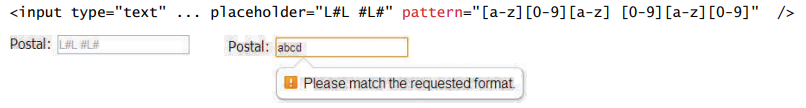 <input type="text" ... placeholder="L#L #L#" pattern="[a-z][0-9][a-z] [0-9][a-z][0-9]" />
Postal: L#L #L# Postal: abcd
Please match the requested format.